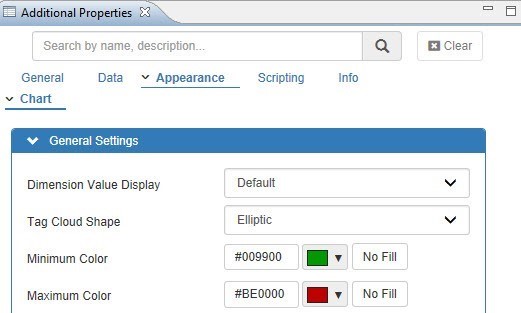 Additional Properties
Search by name, description...
Clear
General Data Appearance Scripting Info
Chart
General Settings
Dimension Value Display Default
Tag Cloud Shape Elliptic
Minimum Color #009900 No Fill
Maximum Color #BE0000 No Fill